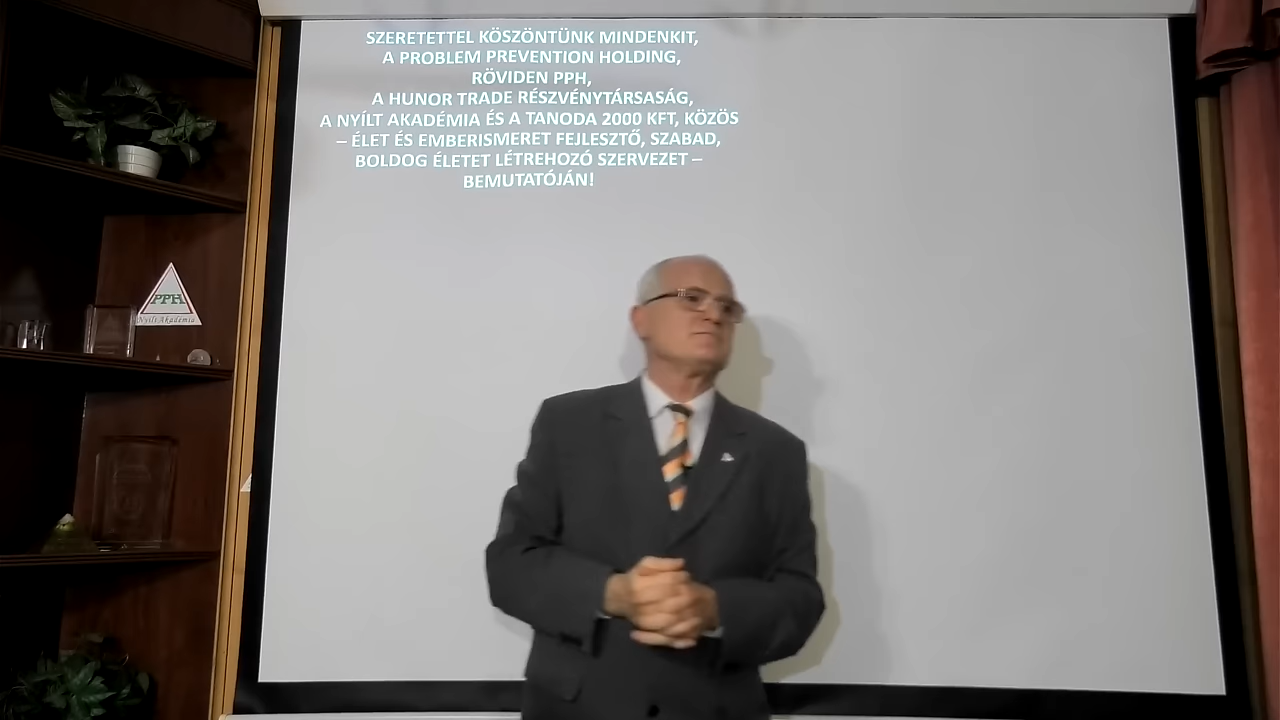 SZERETETTEL KÖSZÖNTÜNK MINDENKIT,
A PROBLEM PREVENTION HOLDING,
RÖVIDEN PPH,
A HUNOR TRADE RÉSZVÉNYTÁRSASÁG,
A NYÍLT AKADÉMIA ÉS A TANODA 2000 KFT, KÖZÖS
– ÉLET ÉS EMBERISMERET FEJLESZTŐ, SZABAD,
BOLDOG ÉLETET LÉTREHOZÓ SZERVEZET –
BEMUTATÓJÁN!
PPH
Nyílt Akadémia